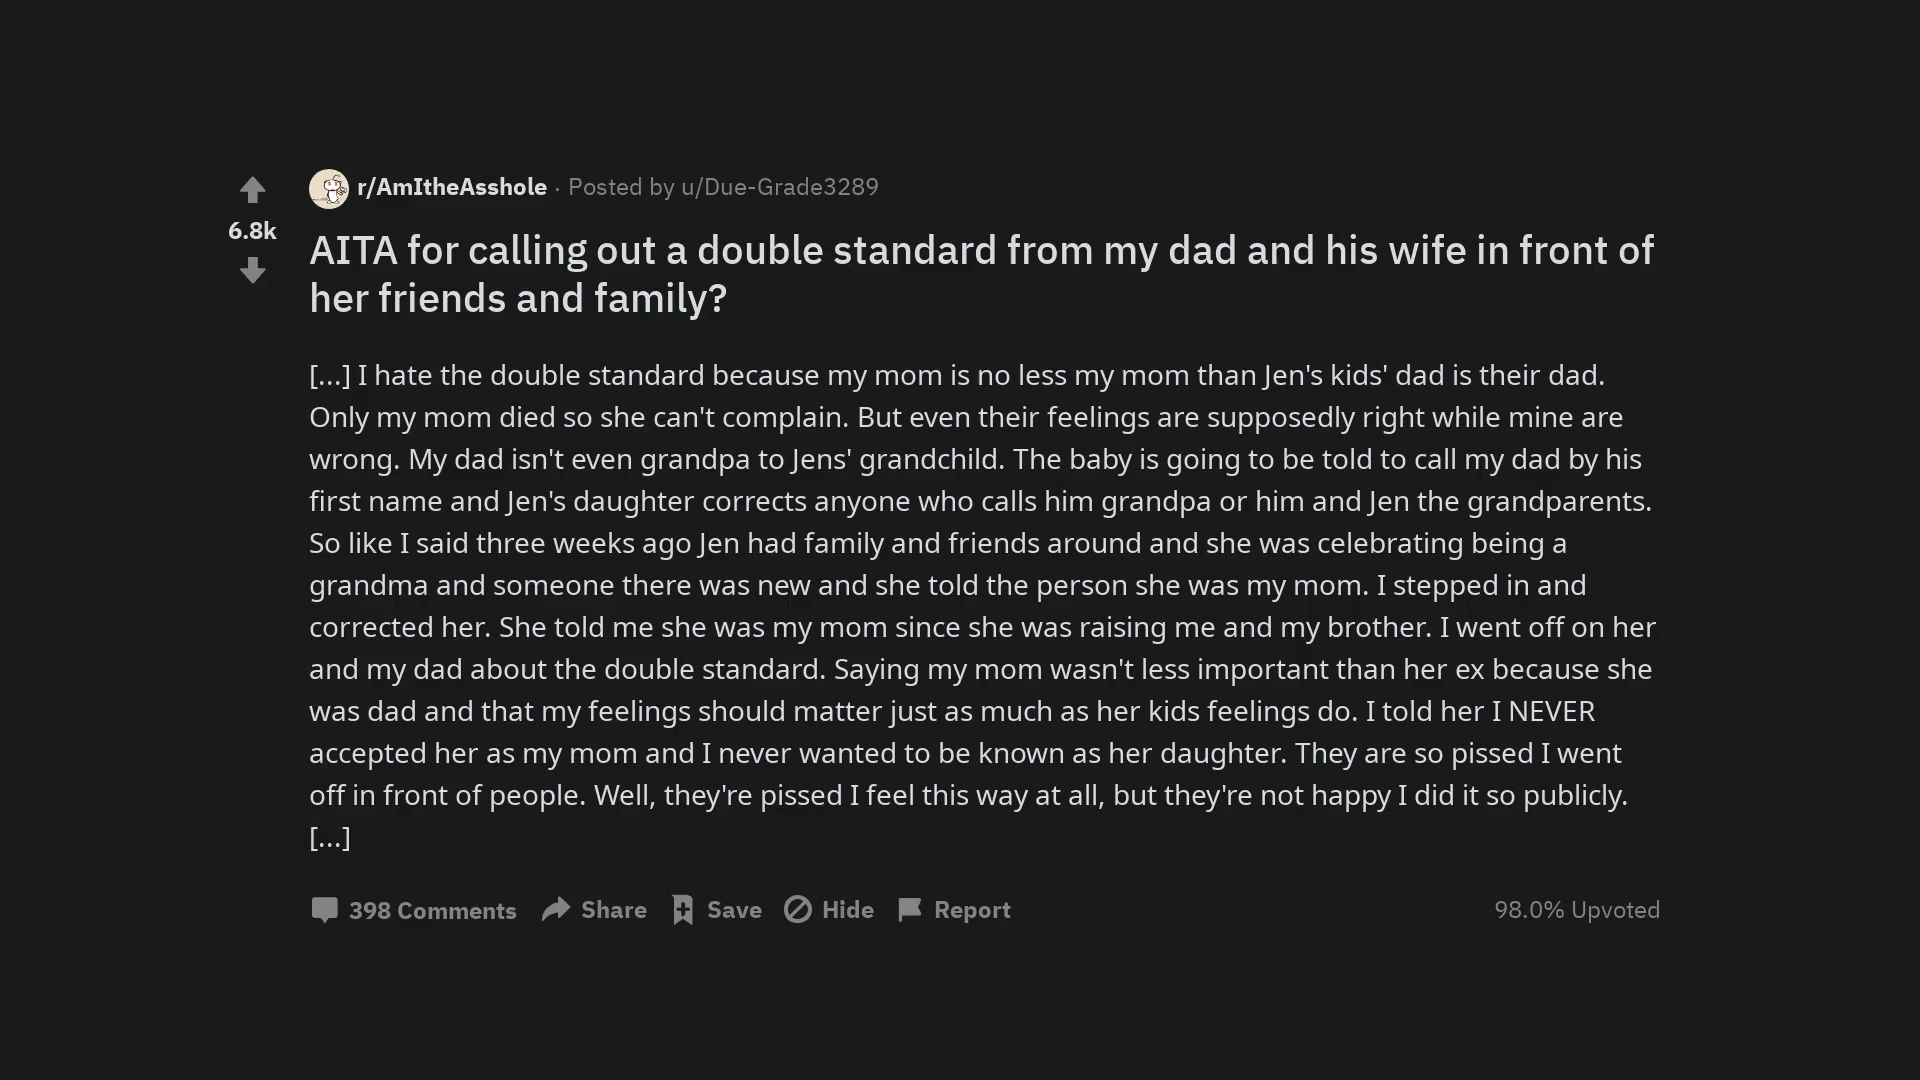 r/AmItheAsshole · Posted by u/Due-Grade3289
6.8k
AITA for calling out a double standard from my dad and his wife in front of
her friends and family?
[...] I hate the double standard because my mom is no less my mom than Jen's kids' dad is their dad.
Only my mom died so she can't complain. But even their feelings are supposedly right while mine are
wrong. My dad isn't even grandpa to Jens' grandchild. The baby is going to be told to call my dad by his
first name and Jen's daughter corrects anyone who calls him grandpa or him and Jen the grandparents.
So like I said three weeks ago Jen had family and friends around and she was celebrating being a
grandma and someone there was new and she told the person she was my mom. I stepped in and
corrected her. She told me she was my mom since she was raising me and my brother. I went off on her
and my dad about the double standard. Saying my mom wasn't less important than her ex because she
was dad and that my feelings should matter just as much as her kids feelings do. I told her I NEVER
accepted her as my mom and I never wanted to be known as her daughter. They are so pissed I went
off in front of people. Well, they're pissed I feel this way at all, but they're not happy I did it so publicly.
[...]
398 Comments Share Save Hide Report 98.0% Upvoted